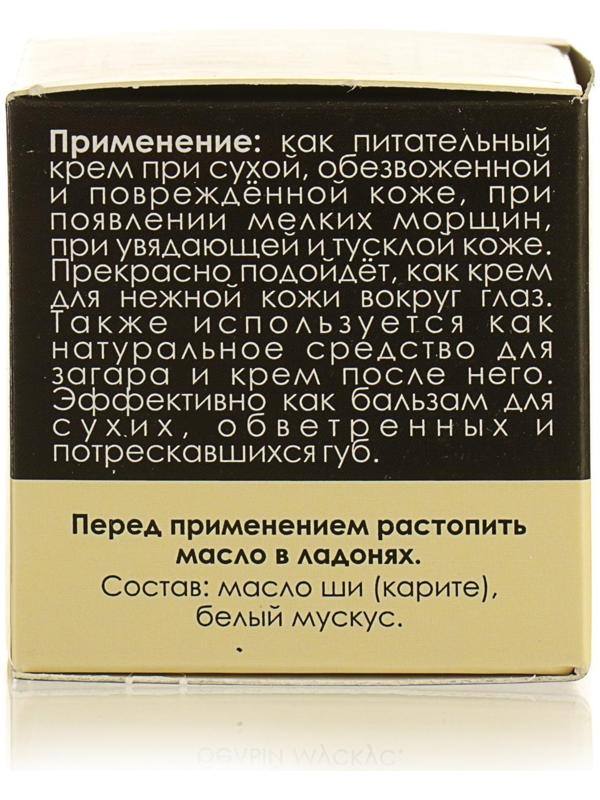 Применение: как питательный
крем при сухой, обезвоженной
и повреждённой коже, при
появлении мелких морщин,
при увядающей и тусклой коже.
Прекрасно подойдёт, как крем
для нежной кожи вокруг глаз.
Также используется как
натуральное средство для
загара и крем после него.
Эффективно как бальзам для
сухих, обветренных и
потрескавшихся губ.
Перед применением растопить
масло в ладонях.
Состав: масло ши (карите),
белый мускус.